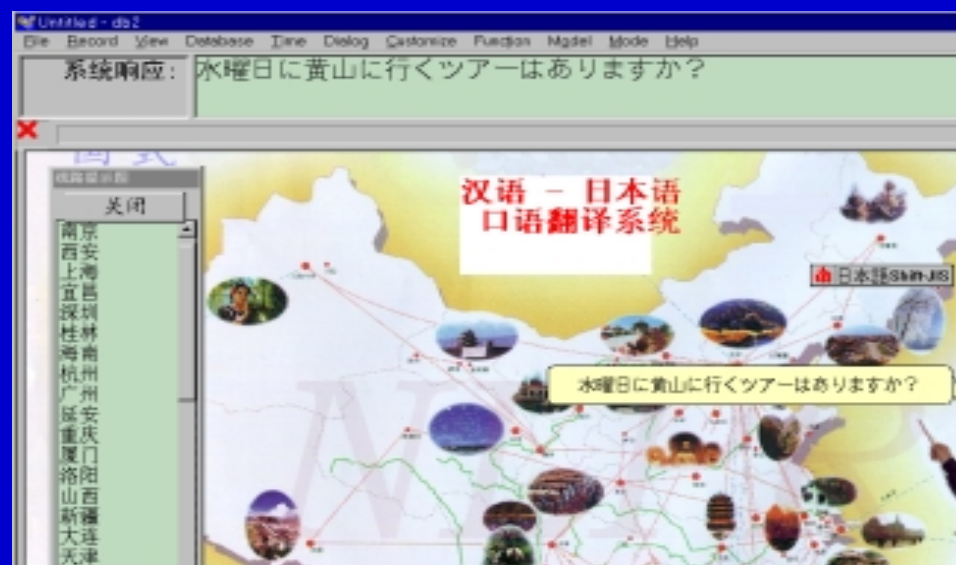 Untitled - db2
File Record View Database Time Dialog Customize Function Model Mode Help
系统响应: 水曜日に黄山に行くツアーはありますか？
关闭
南京
西安
上海
宜昌
深圳
桂林
海南
杭州
广州
延安
重庆
厦门
洛阳
山西
新疆
大连
天津
汉语 - 日本语
口语翻译系统
日本語Shift-JIS
水曜日に黄山に行くツアーはありますか？